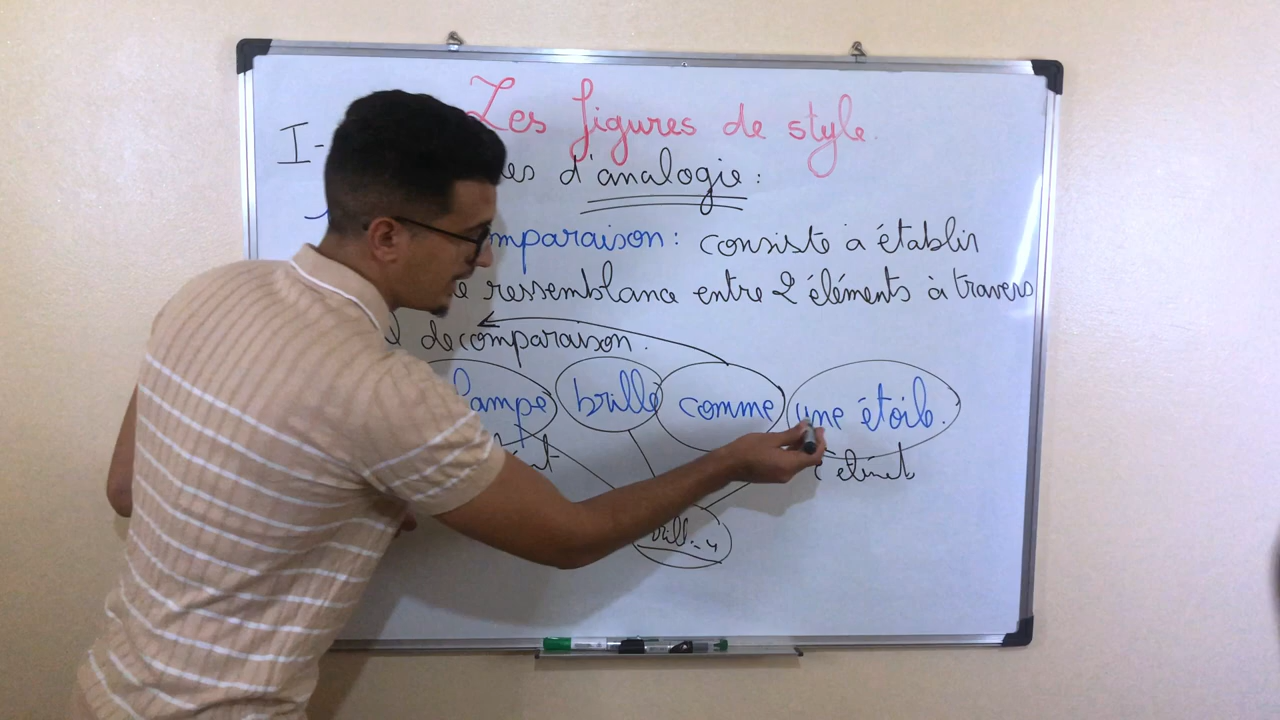 Les figures de style.
I- es d'analogie :
mparaison : consiste à établir
e ressemblance entre 2 éléments à travers
l de comparaison.
lampe brille comme une étoile.